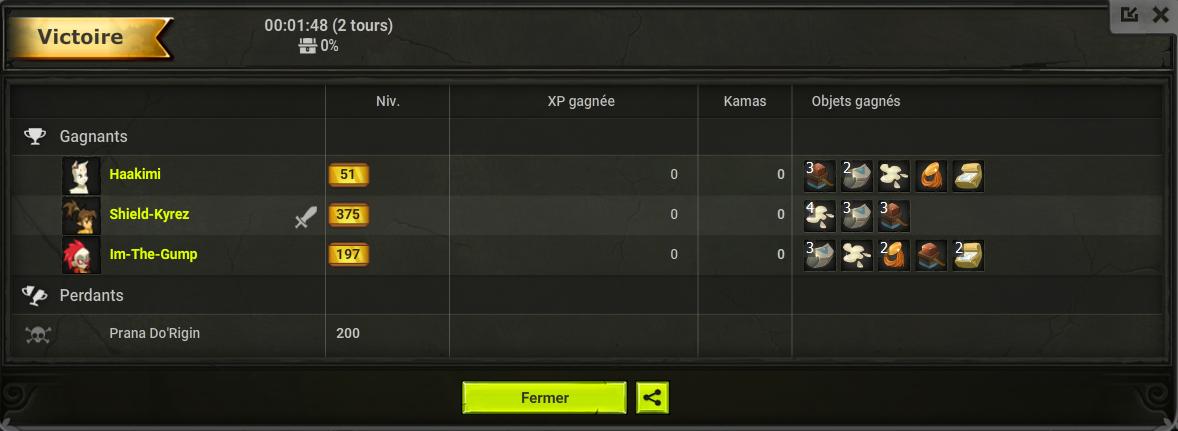 Victoire
00:01:48 (2 tours)
0%
Niv. XP gagnée Kamas Objets gagnés
Gagnants
Haakimi 51 0 0 3 2
Shield-Kyrez 375 0 0 4 3 3
Im-The-Gump 197 0 0 3 2 2
Perdants
Prana Do'Rigin 200
Fermer